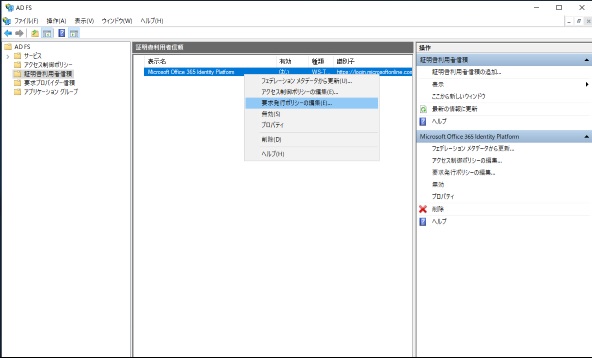 AD FS
ファイル(F) 操作(A) 表示(V) ウィンドウ(W) ヘルプ(H)
AD FS
サービス
アクセス制御ポリシー
証明書利用者信頼
要求プロバイダー信頼
アプリケーション グループ
証明書利用者信頼
表示名 有効 種類 識別子
Microsoft Office 365 Identity Platform はい WS-T... https://login.microsoftonline.com
フェデレーション メタデータから更新(U)...
アクセス制御ポリシーの編集(E)...
要求発行ポリシーの編集(E)...
無効(S)
プロパティ
削除(D)
ヘルプ(H)
操作
証明書利用者信頼
証明書利用者信頼の追加...
表示
ここから新しいウィンドウ
最新の情報に更新
ヘルプ
Microsoft Office 365 Identity Platform
フェデレーション メタデータから更新...
アクセス制御ポリシーの編集...
要求発行ポリシーの編集...
無効
プロパティ
削除
ヘルプ